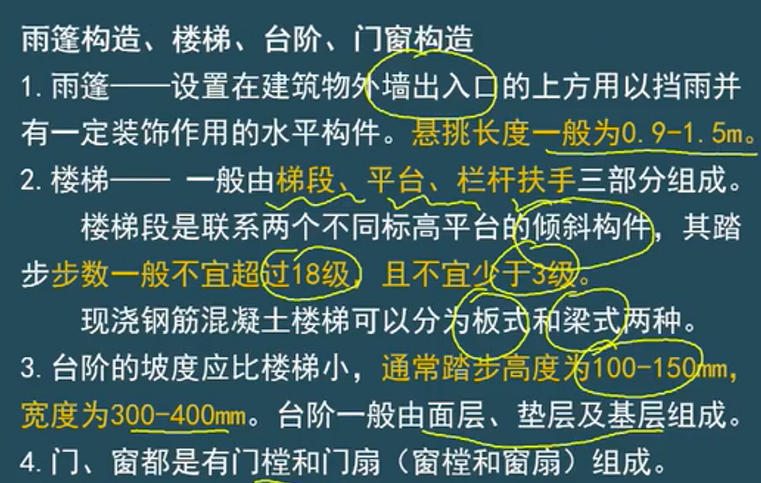 雨篷构造、楼梯、台阶、门窗构造
1.雨篷——设置在建筑物外墙出入口的上方用以挡雨并
有一定装饰作用的水平构件。悬挑长度一般为0.9-1.5m。
2.楼梯—— 一般由梯段、平台、栏杆扶手三部分组成。
楼梯段是联系两个不同标高平台的倾斜构件，其踏
步步数一般不宜超过18级，且不宜少于3级。
现浇钢筋混凝土楼梯可以分为板式和梁式两种。
3.台阶的坡度应比楼梯小，通常踏步高度为100-150mm，
宽度为300-400mm。台阶一般由面层、垫层及基层组成。
4.门、窗都是有门樘和门扇（窗樘和窗扇）组成。